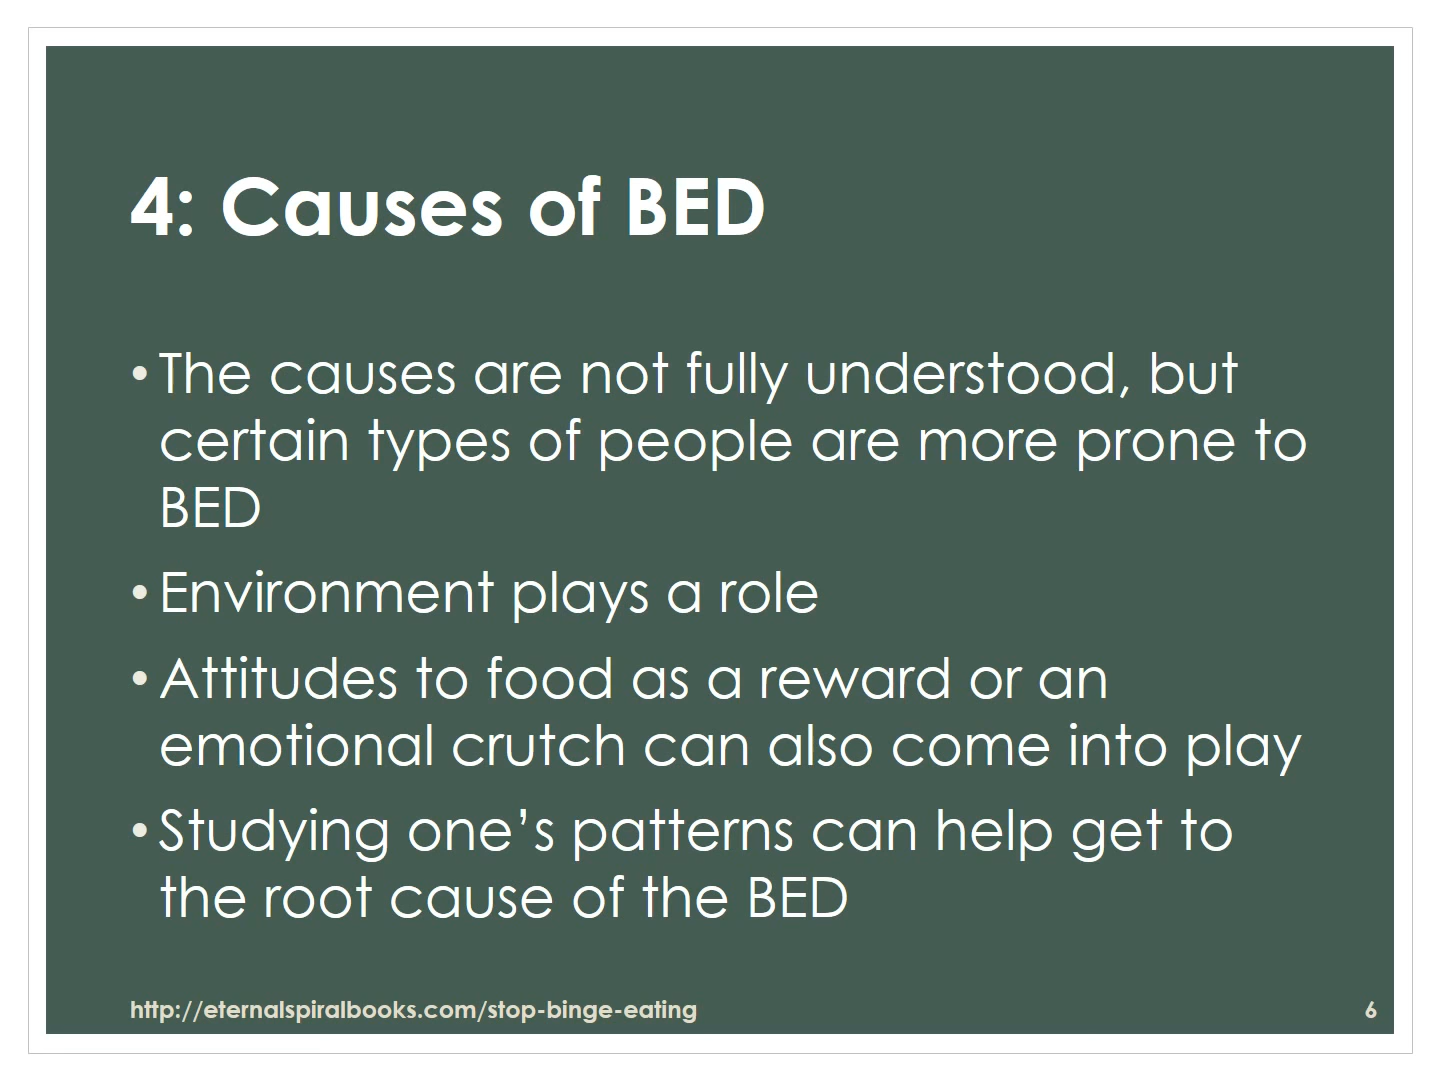 4: Causes of BED
• The causes are not fully understood, but
certain types of people are more prone to
BED
• Environment plays a role
• Attitudes to food as a reward or an
emotional crutch can also come into play
• Studying one’s patterns can help get to
the root cause of the BED
http://eternalspiralbooks.com/stop-binge-eating
6